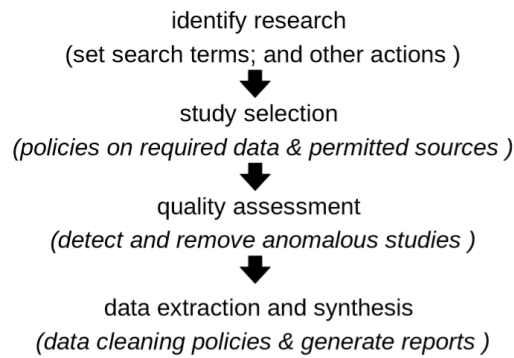 identify research
(set search terms; and other actions )
study selection
(policies on required data & permitted sources )
quality assessment
(detect and remove anomalous studies )
data extraction and synthesis
(data cleaning policies & generate reports )